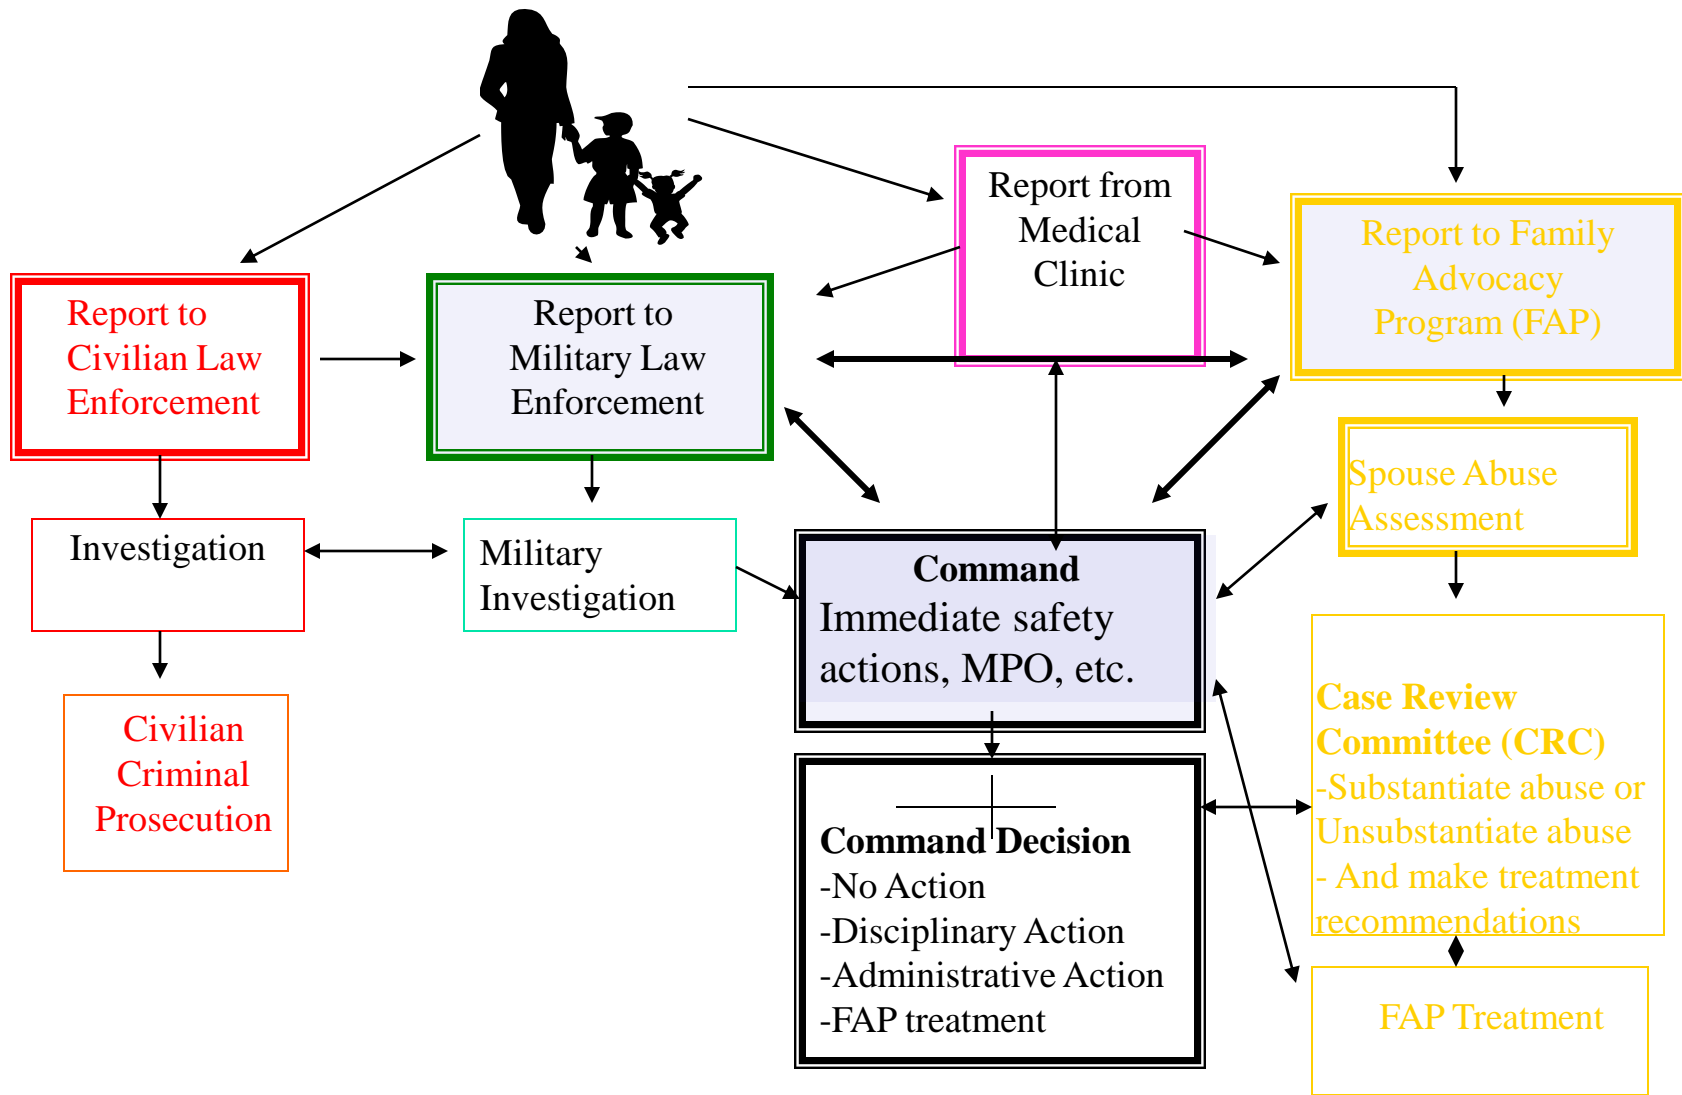 Report from
Medical
Clinic
Report to Family
Advocacy
Program (FAP)
Report to
Civilian Law
Enforcement
Report to
Military Law
Enforcement
Spouse Abuse
Assessment
Investigation
Military
Investigation
Command
Immediate safety
actions, MPO, etc.
Civilian
Criminal
Prosecution
Command Decision
-No Action
-Disciplinary Action
-Administrative Action
-FAP treatment
Case Review
Committee (CRC)
-Substantiate abuse or
Unsubstantiate abuse
- And make treatment
recommendations
FAP Treatment